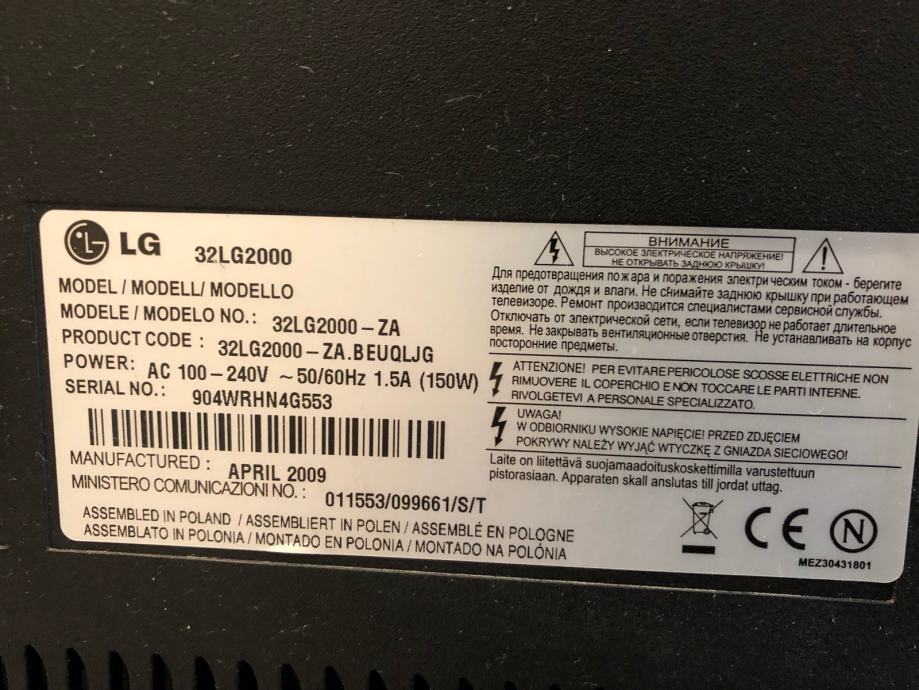 LG 32LG2000
MODEL / MODELL/ MODELLO
MODELE / MODELO NO.: 32LG2000-ZA
PRODUCT CODE : 32LG2000-ZA.BEUQLJG
POWER: AC 100-240V ~50/60Hz 1.5A (150W)
SERIAL NO.: 904WRHN4G553
MANUFACTURED : APRIL 2009
MINISTERO COMUNICAZIONI NO. : 011553/099661/S/T
ASSEMBLED IN POLAND / ASSEMBLIERT IN POLEN / ASSEMBLÉ EN POLOGNE
ASSEMBLATO IN POLONIA / MONTADO EN POLONIA / MONTADO NA POLÓNIA
ВНИМАНИЕ
ВЫСОКОЕ ЭЛЕКТРИЧЕСКОЕ НАПРЯЖЕНИЕ!
НЕ ОТКРЫВАТЬ ЗАДНЮЮ КРЫШКУ!
Для предотвращения пожара и поражения электрическим током - берегите
изделие от дождя и влаги. Не снимайте заднюю крышку при работающем
телевизоре. Ремонт производится специалистами сервисной службы.
Отключать от электрической сети, если телевизор не работает длительное
время. Не закрывать вентиляционные отверстия. Не устанавливать на корпус
посторонние предметы.
ATTENZIONE! PER EVITARE PERICOLOSE SCOSSE ELETTRICHE NON
RIMUOVERE IL COPERCHIO E NON TOCCARE LE PARTI INTERNE.
RIVOLGETEVI A PERSONALE SPECIALIZZATO.
UWAGA!
W ODBIORNIKU WYSOKIE NAPIĘCIE! PRZED ZDJĘCIEM
POKRYWY NALEŻY WYJĄĆ WTYCZKĘ Z GNIAZDA SIECIOWEGO!
Laite on liitettävä suojamaadoituskoskettimilla varustettuun
pistorasiaan. Apparaten skall anslutas till jordat uttag.
CE N
MEZ30431801